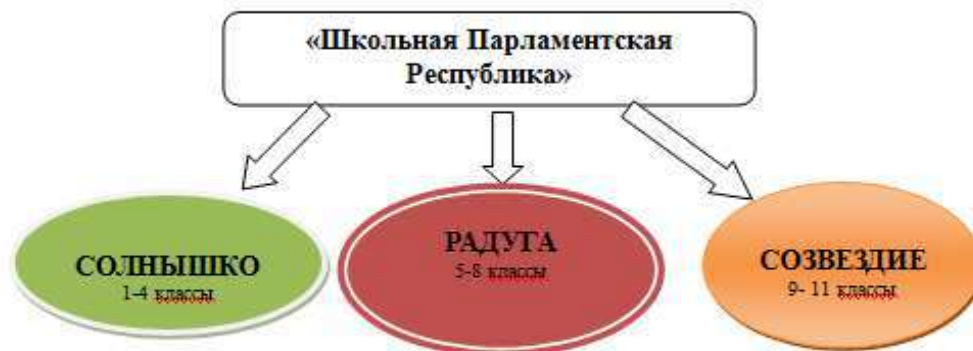 «Школьная Парламентская
Республика»
СОЛНЫШКО
1-4 классы
РАДУГА
5-8 классы
СОЗВЕЗДИЕ
9- 11 классы